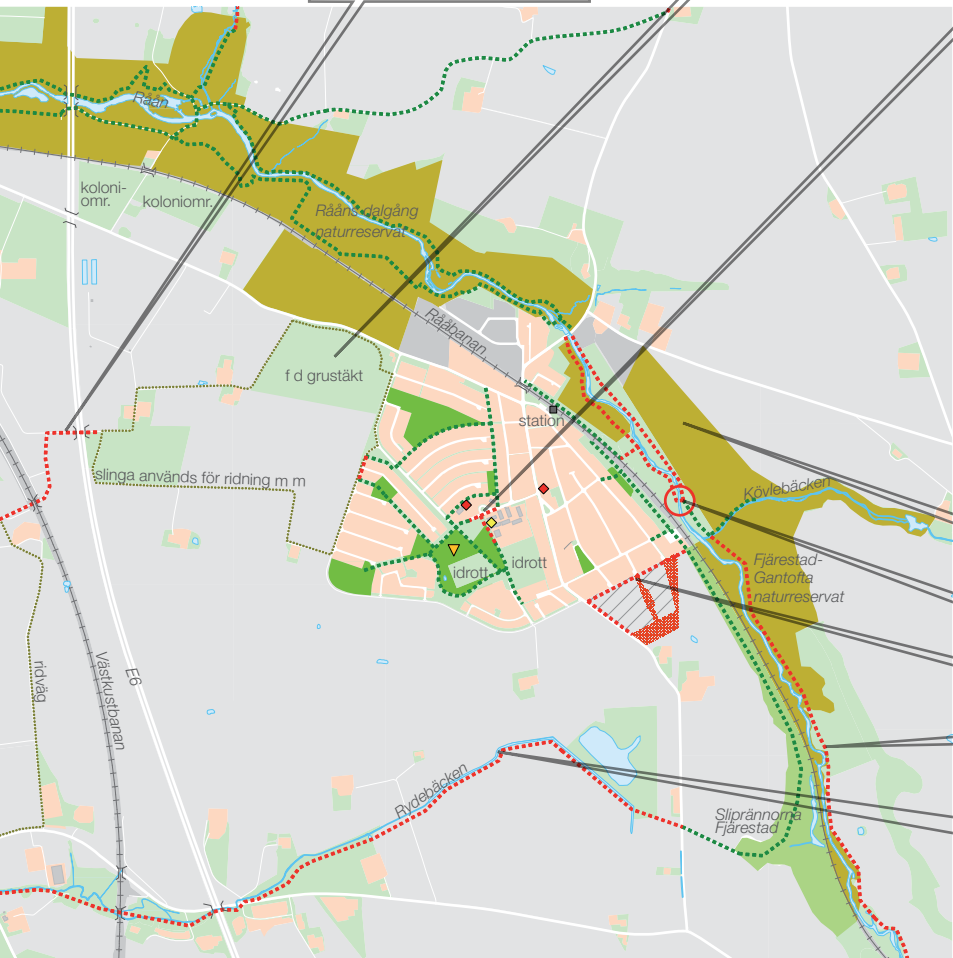 Råån
koloni-
omr.
koloniomr.
Rååns dalgång
naturreservat
Rååbanan
f d grustäkt
station
slinga används för ridning m m
Kövlebäcken
idrott
idrott
Fjärestad-
Gantofta
naturreservat
ridväg
Västkustbanan
E6
Rydebäcken
Sliprännorna
Fjärestad